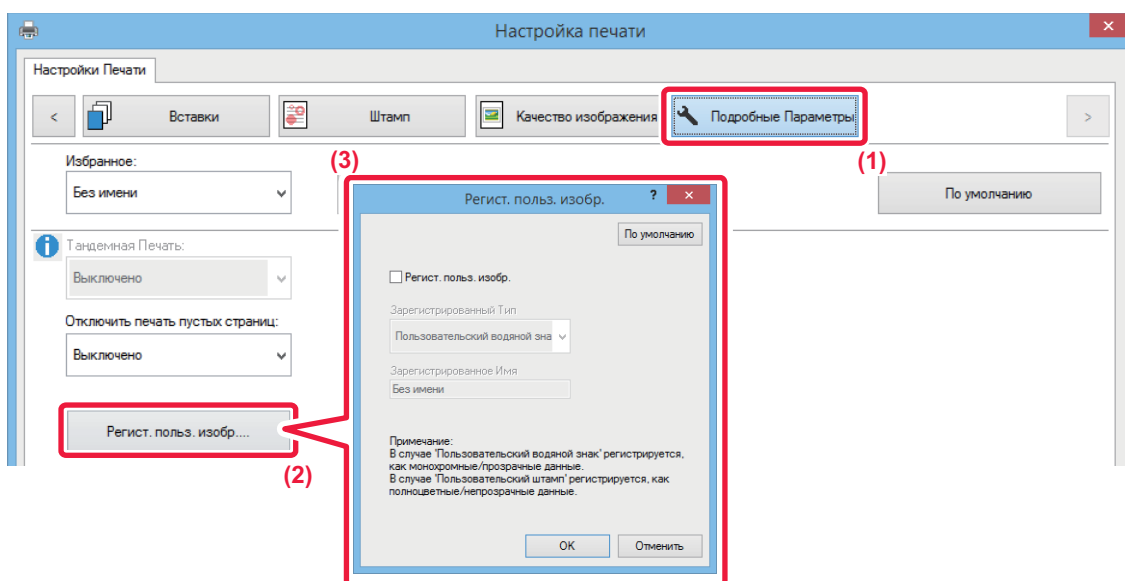 Настройка печати
Настройки Печати
< Вставки Штамп Качество изображения Подробные Параметры >
(1)
(3)
Избранное:
Без имени
По умолчанию
Тандемная Печать:
Выключено
Отключить печать пустых страниц:
Выключено
Регист. польз. изобр....
(2)
Регист. польз. изобр. ?
По умолчанию
Регист. польз. изобр.
Зарегистрированный Тип
Пользовательский водяной зна
Зарегистрированное Имя
Без имени
Примечание:
В случае 'Пользовательский водяной знак' регистрируется,
как монохромные/прозрачные данные.
В случае 'Пользовательский штамп' регистрируется, как
полноцветные/непрозрачные данные.
OK Отменить